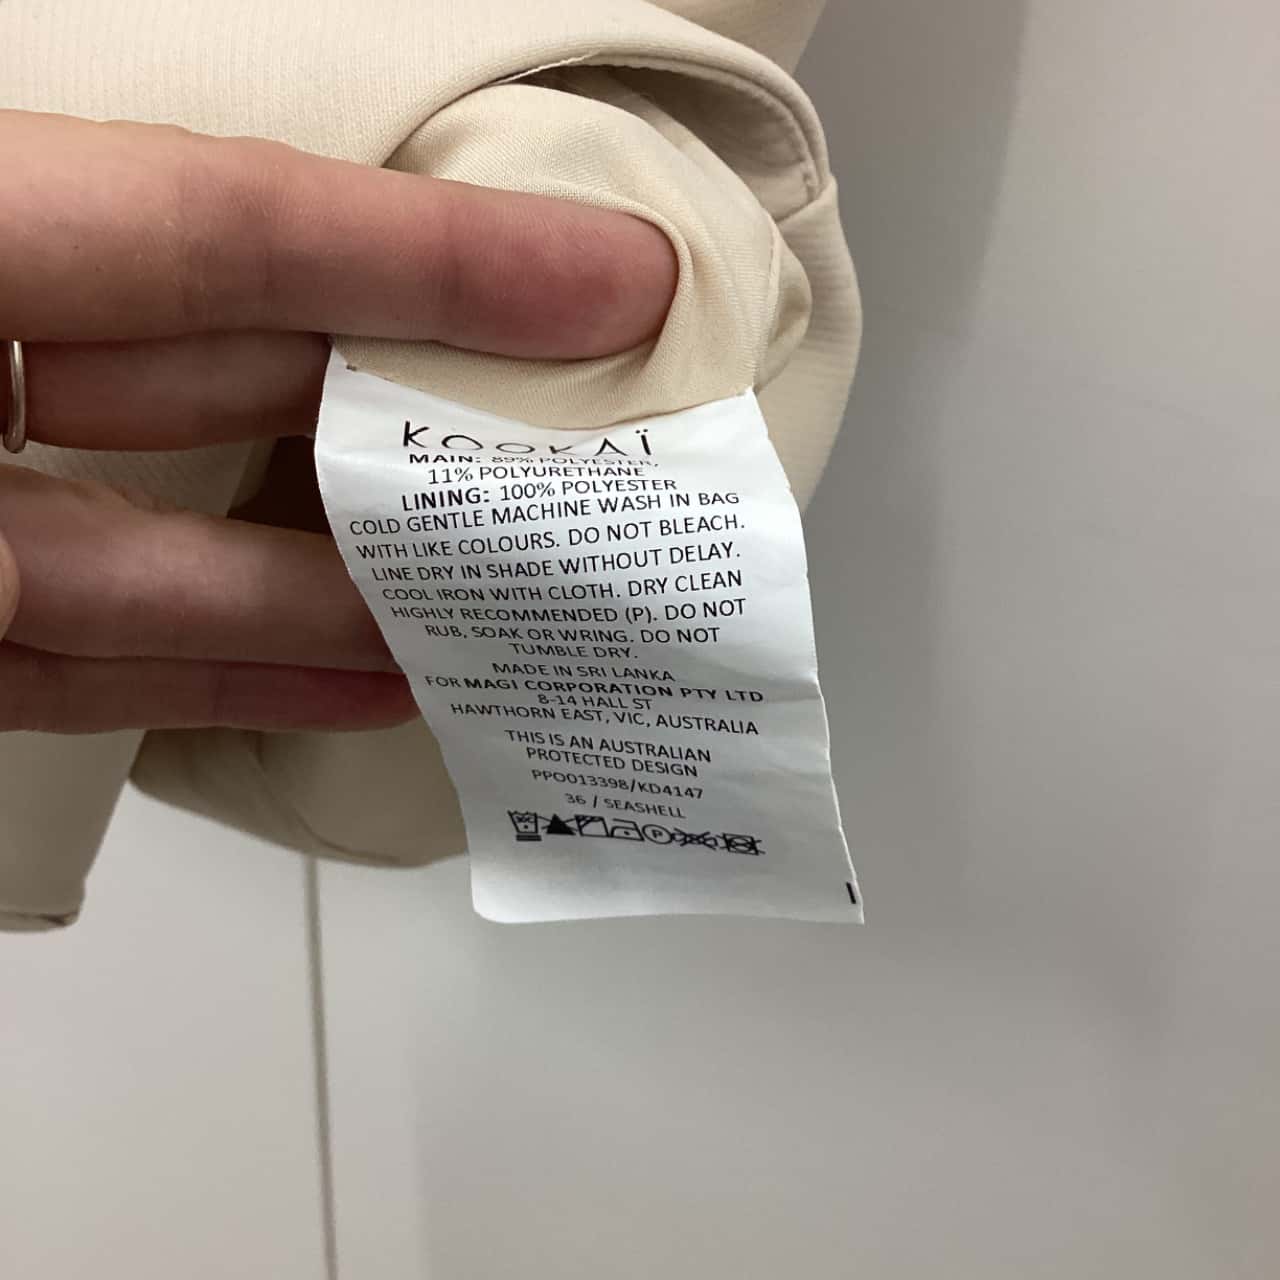 KOOKAÏ
MAIN: 89% POLYESTER,
11% POLYURETHANE
LINING: 100% POLYESTER
COLD GENTLE MACHINE WASH IN BAG
WITH LIKE COLOURS. DO NOT BLEACH.
LINE DRY IN SHADE WITHOUT DELAY.
COOL IRON WITH CLOTH. DRY CLEAN
HIGHLY RECOMMENDED (P). DO NOT
RUB, SOAK OR WRING. DO NOT
TUMBLE DRY.
MADE IN SRI LANKA
FOR MAGI CORPORATION PTY LTD
8-14 HALL ST
HAWTHORN EAST, VIC, AUSTRALIA
THIS IS AN AUSTRALIAN
PROTECTED DESIGN
PPO013398/KD4147
36 / SEASHELL
P